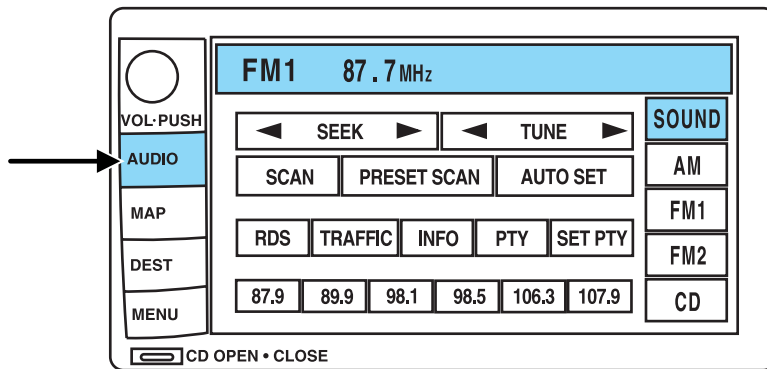 FM1 87.7MHz
VOL·PUSH
AUDIO
MAP
DEST
MENU
SEEK TUNE
SCAN PRESET SCAN AUTO SET
RDS TRAFFIC INFO PTY SET PTY
87.9 89.9 98.1 98.5 106.3 107.9
SOUND
AM
FM1
FM2
CD
CD OPEN • CLOSE